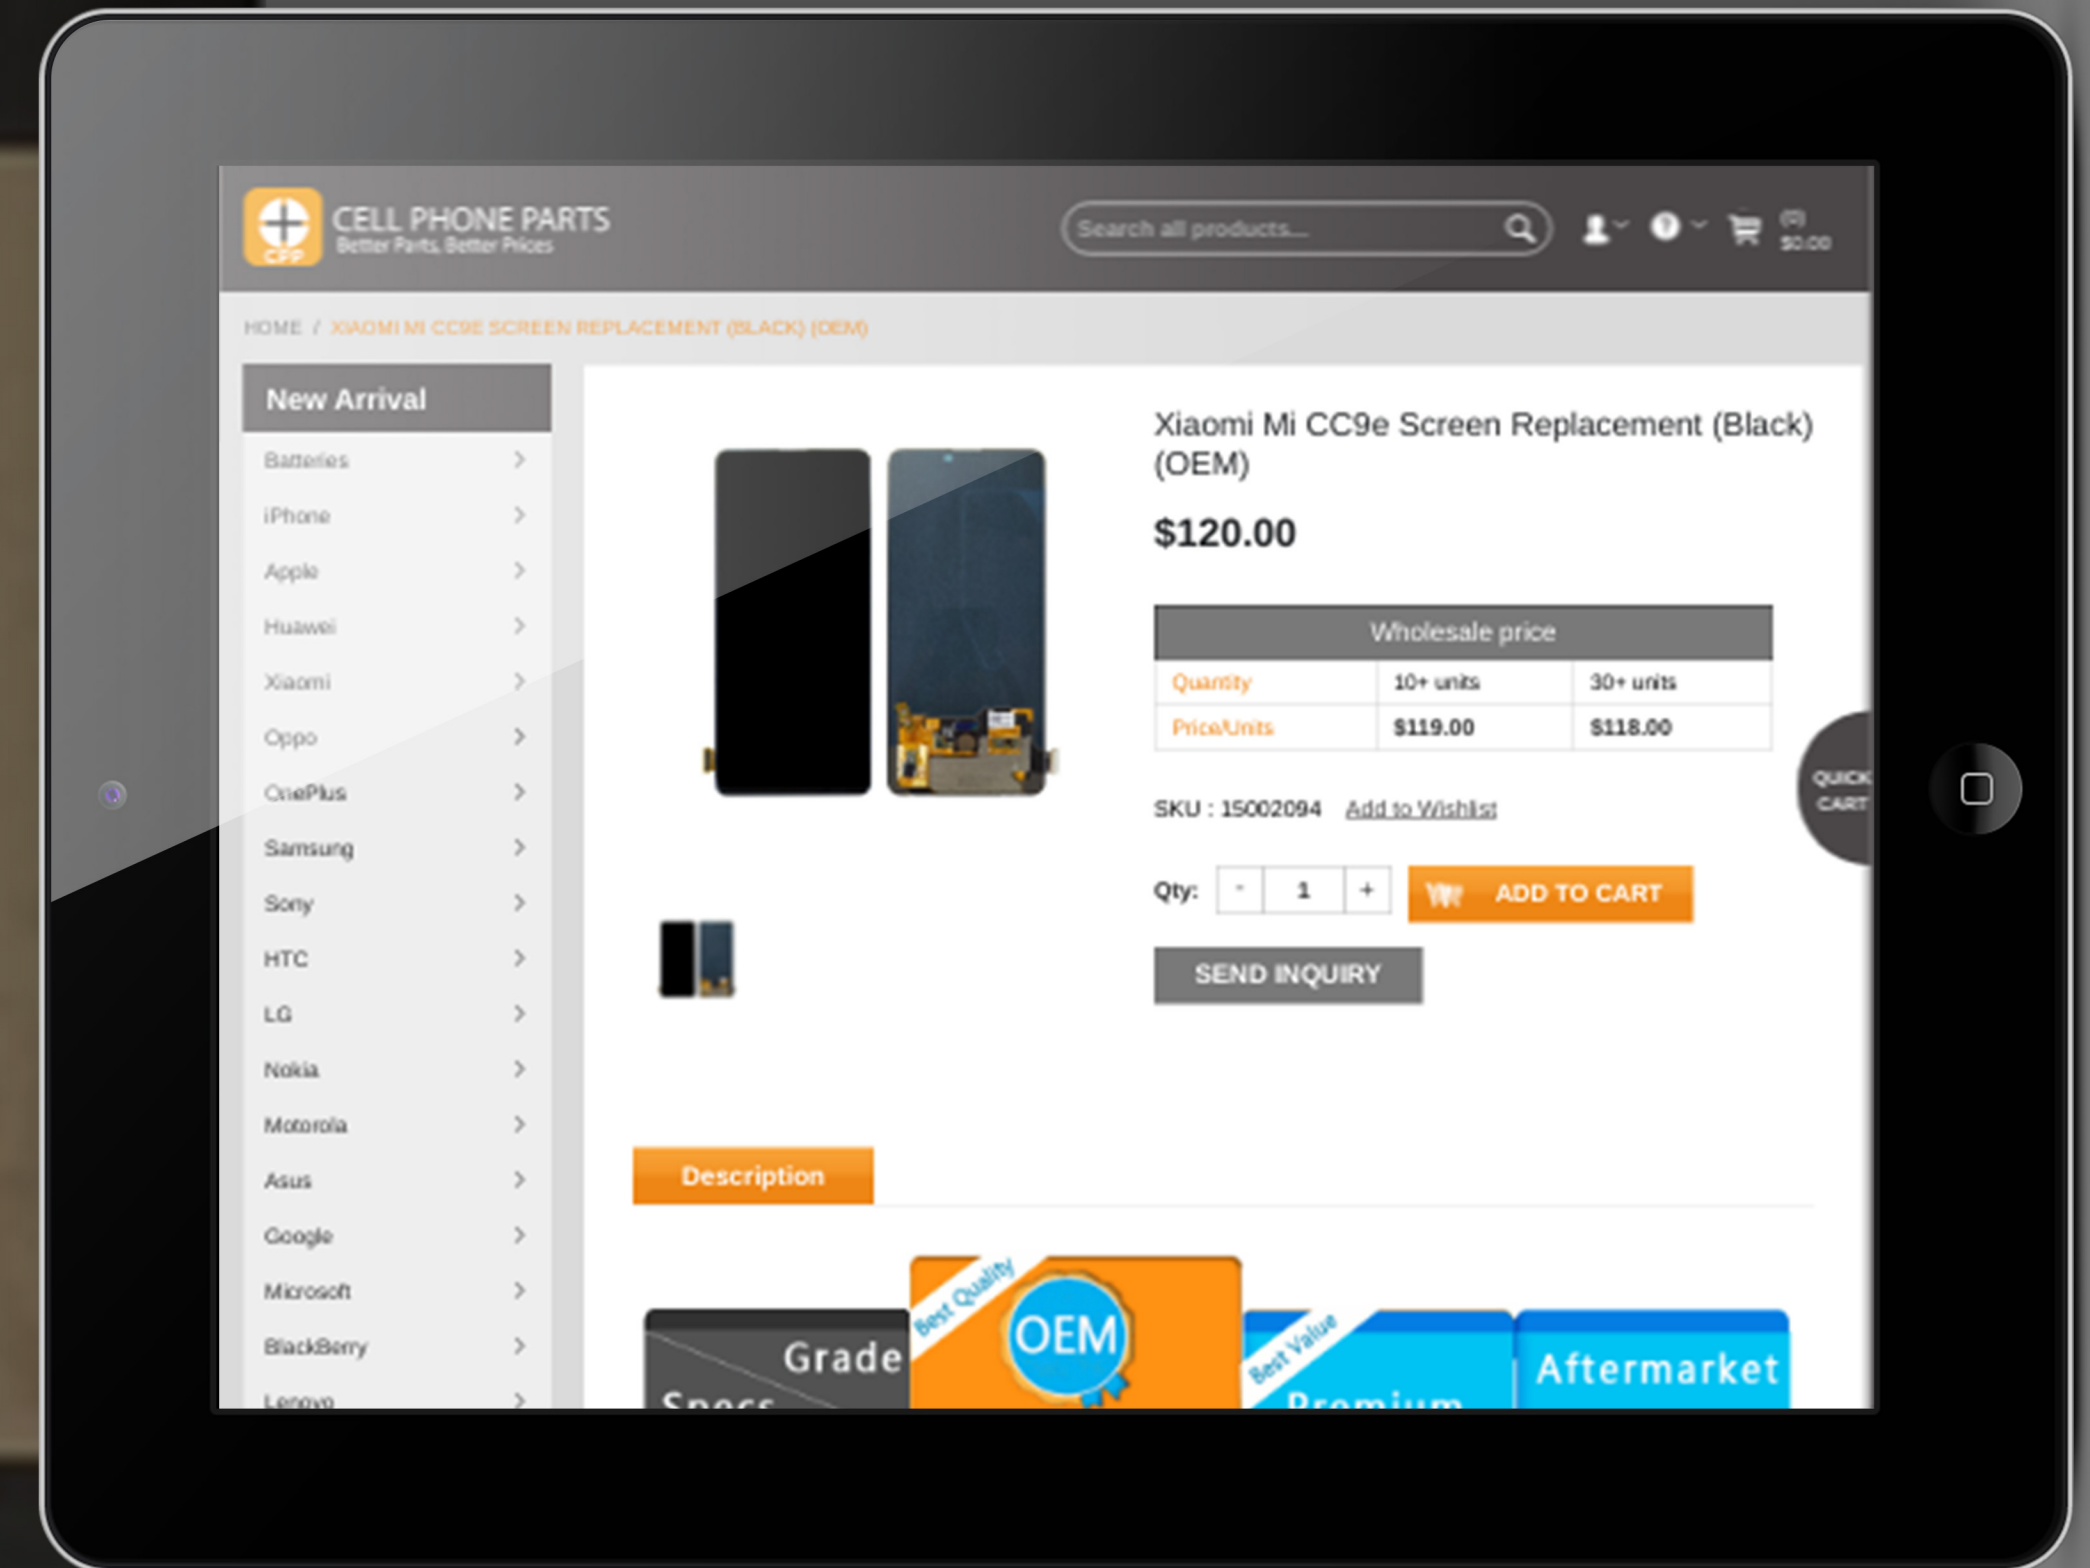 CELL PHONE PARTS
Better Parts, Better Prices
CPP
Search all products...
(0)
$0.00
HOME / XIAOMI MI CC9E SCREEN REPLACEMENT (BLACK) (OEM)
New Arrival
Batteries
iPhone
Apple
Huawei
Xiaomi
Oppo
OnePlus
Samsung
Sony
HTC
LG
Nokia
Motorola
Asus
Google
Microsoft
BlackBerry
Lenovo
Xiaomi Mi CC9e Screen Replacement (Black)
(OEM)
$120.00
Wholesale price
Quantity 10+ units 30+ units
Price/Units $119.00 $118.00
SKU : 15002094 Add to Wishlist
Qty: - 1 + ADD TO CART
SEND INQUIRY
QUICK
CART
Description
Grade
Specs
Best Quality
OEM
Best Value
Premium
Aftermarket